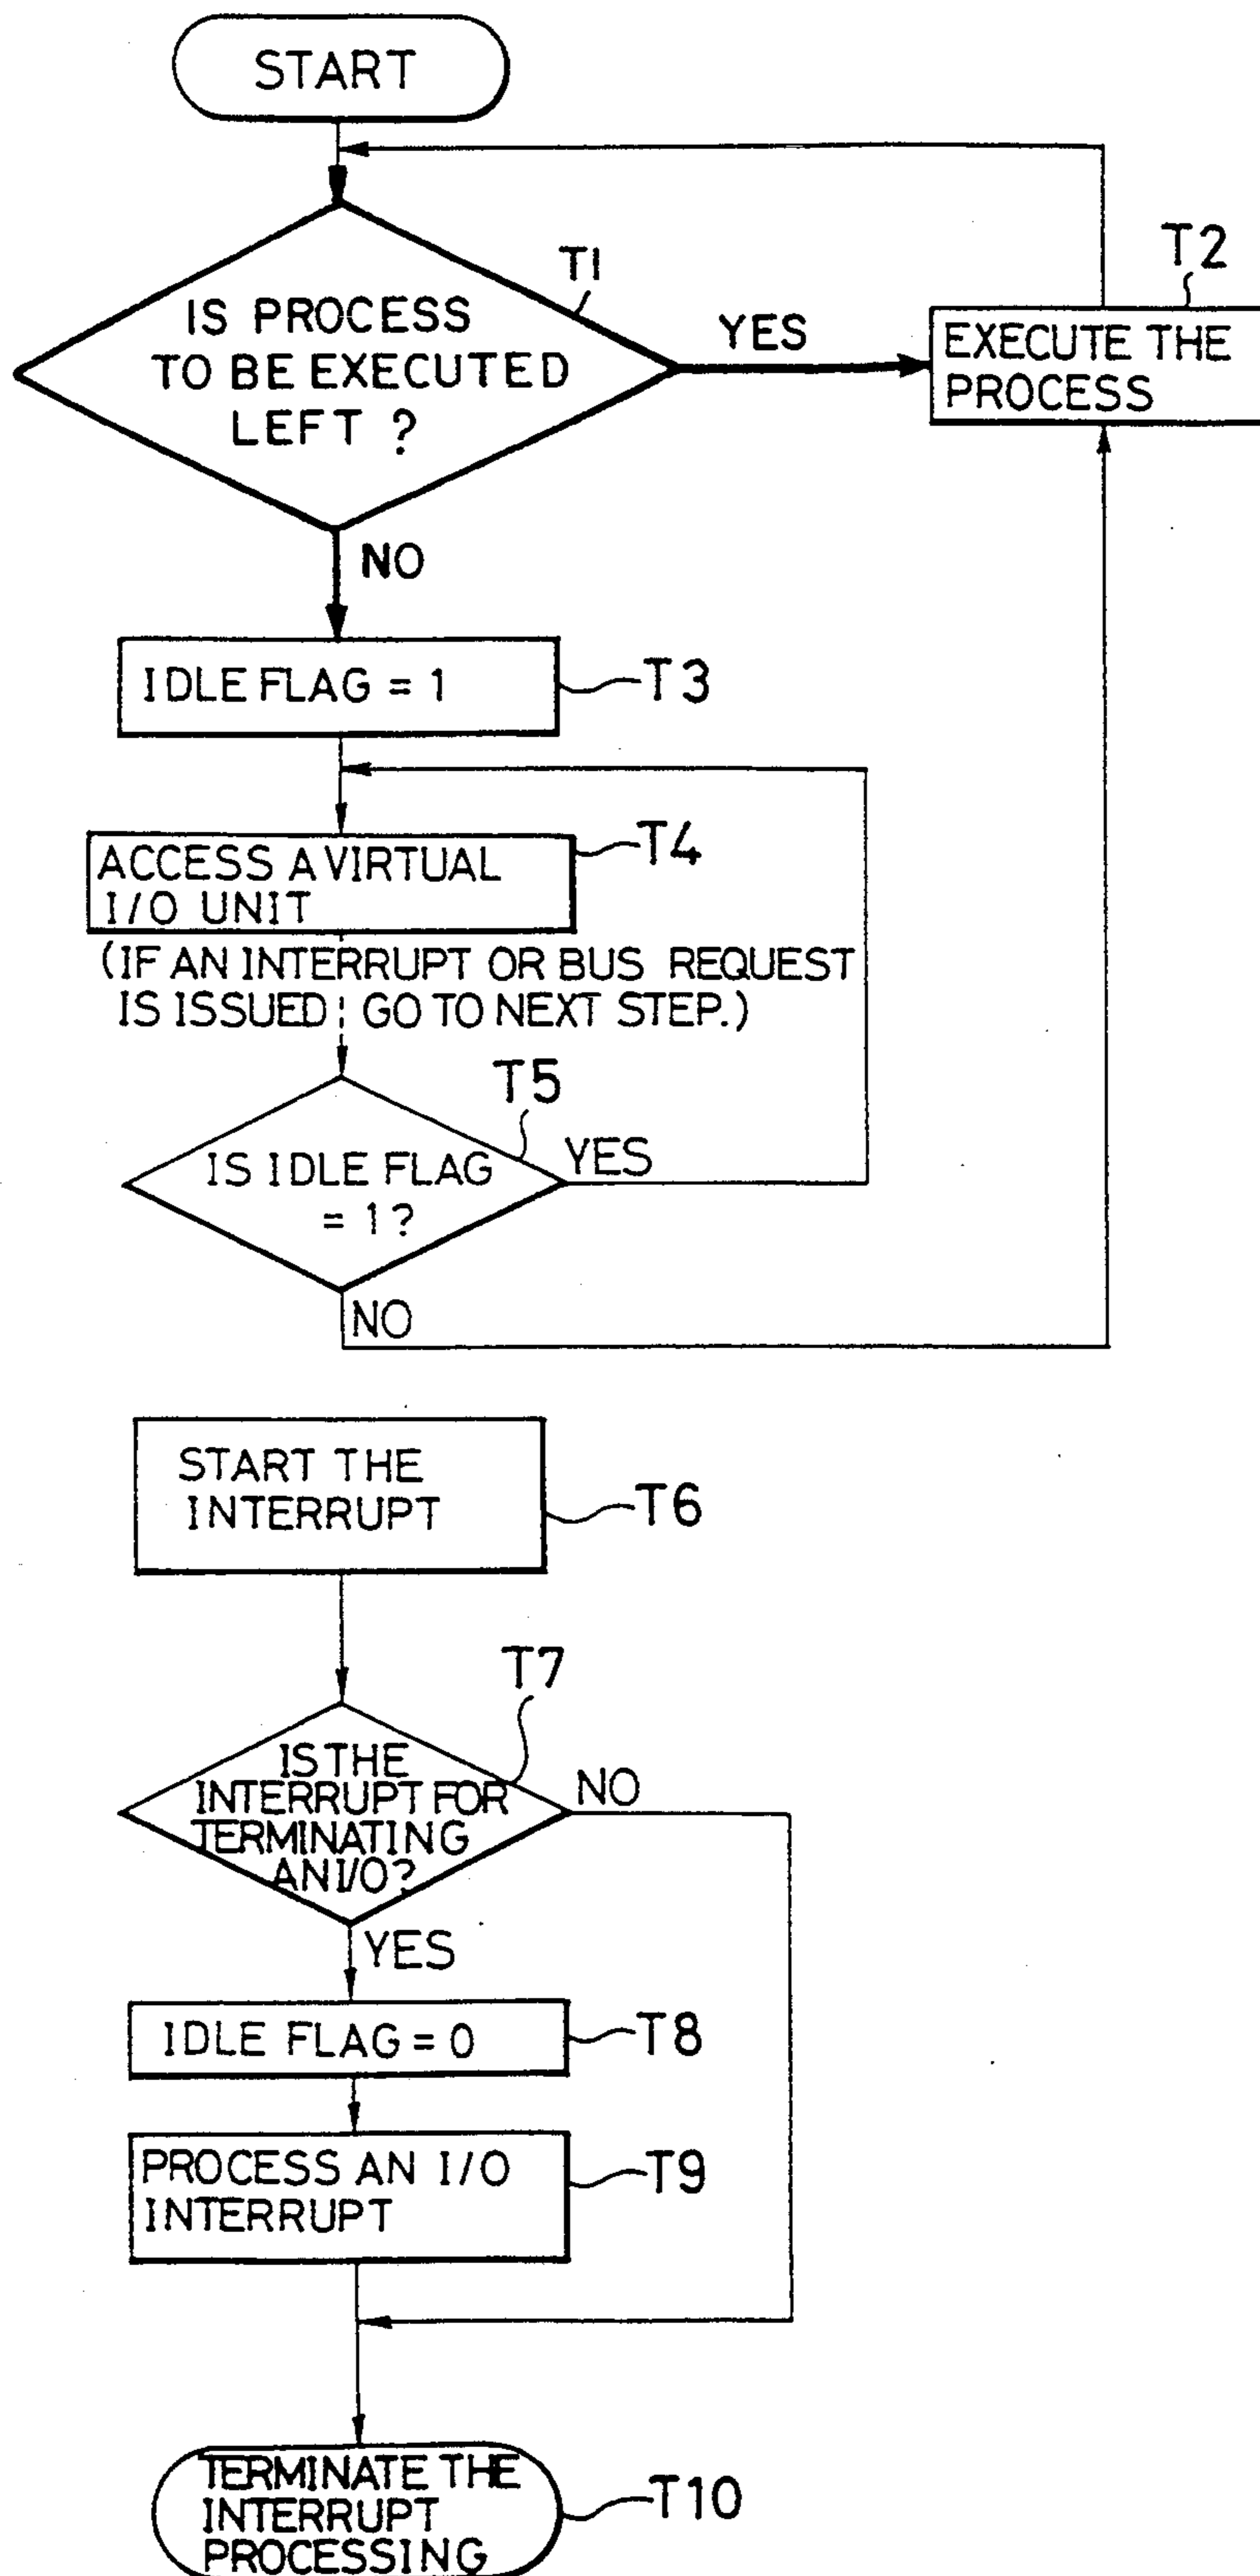 START
T1
T2
IS PROCESS
TO BE EXECUTED
LEFT ?
YES
EXECUTE THE
PROCESS
NO
IDLE FLAG = 1
T3
ACCESS A VIRTUAL
I/O UNIT
T4
(IF AN INTERRUPT OR BUS REQUEST
IS ISSUED, GO TO NEXT STEP.)
T5
IS IDLE FLAG
= 1?
YES
NO
START THE
INTERRUPT
T6
T7
IS THE
INTERRUPT FOR
TERMINATING
AN I/O?
NO
YES
IDLE FLAG = 0
T8
PROCESS AN I/O
INTERRUPT
T9
TERMINATE THE
INTERRUPT
PROCESSING
T10